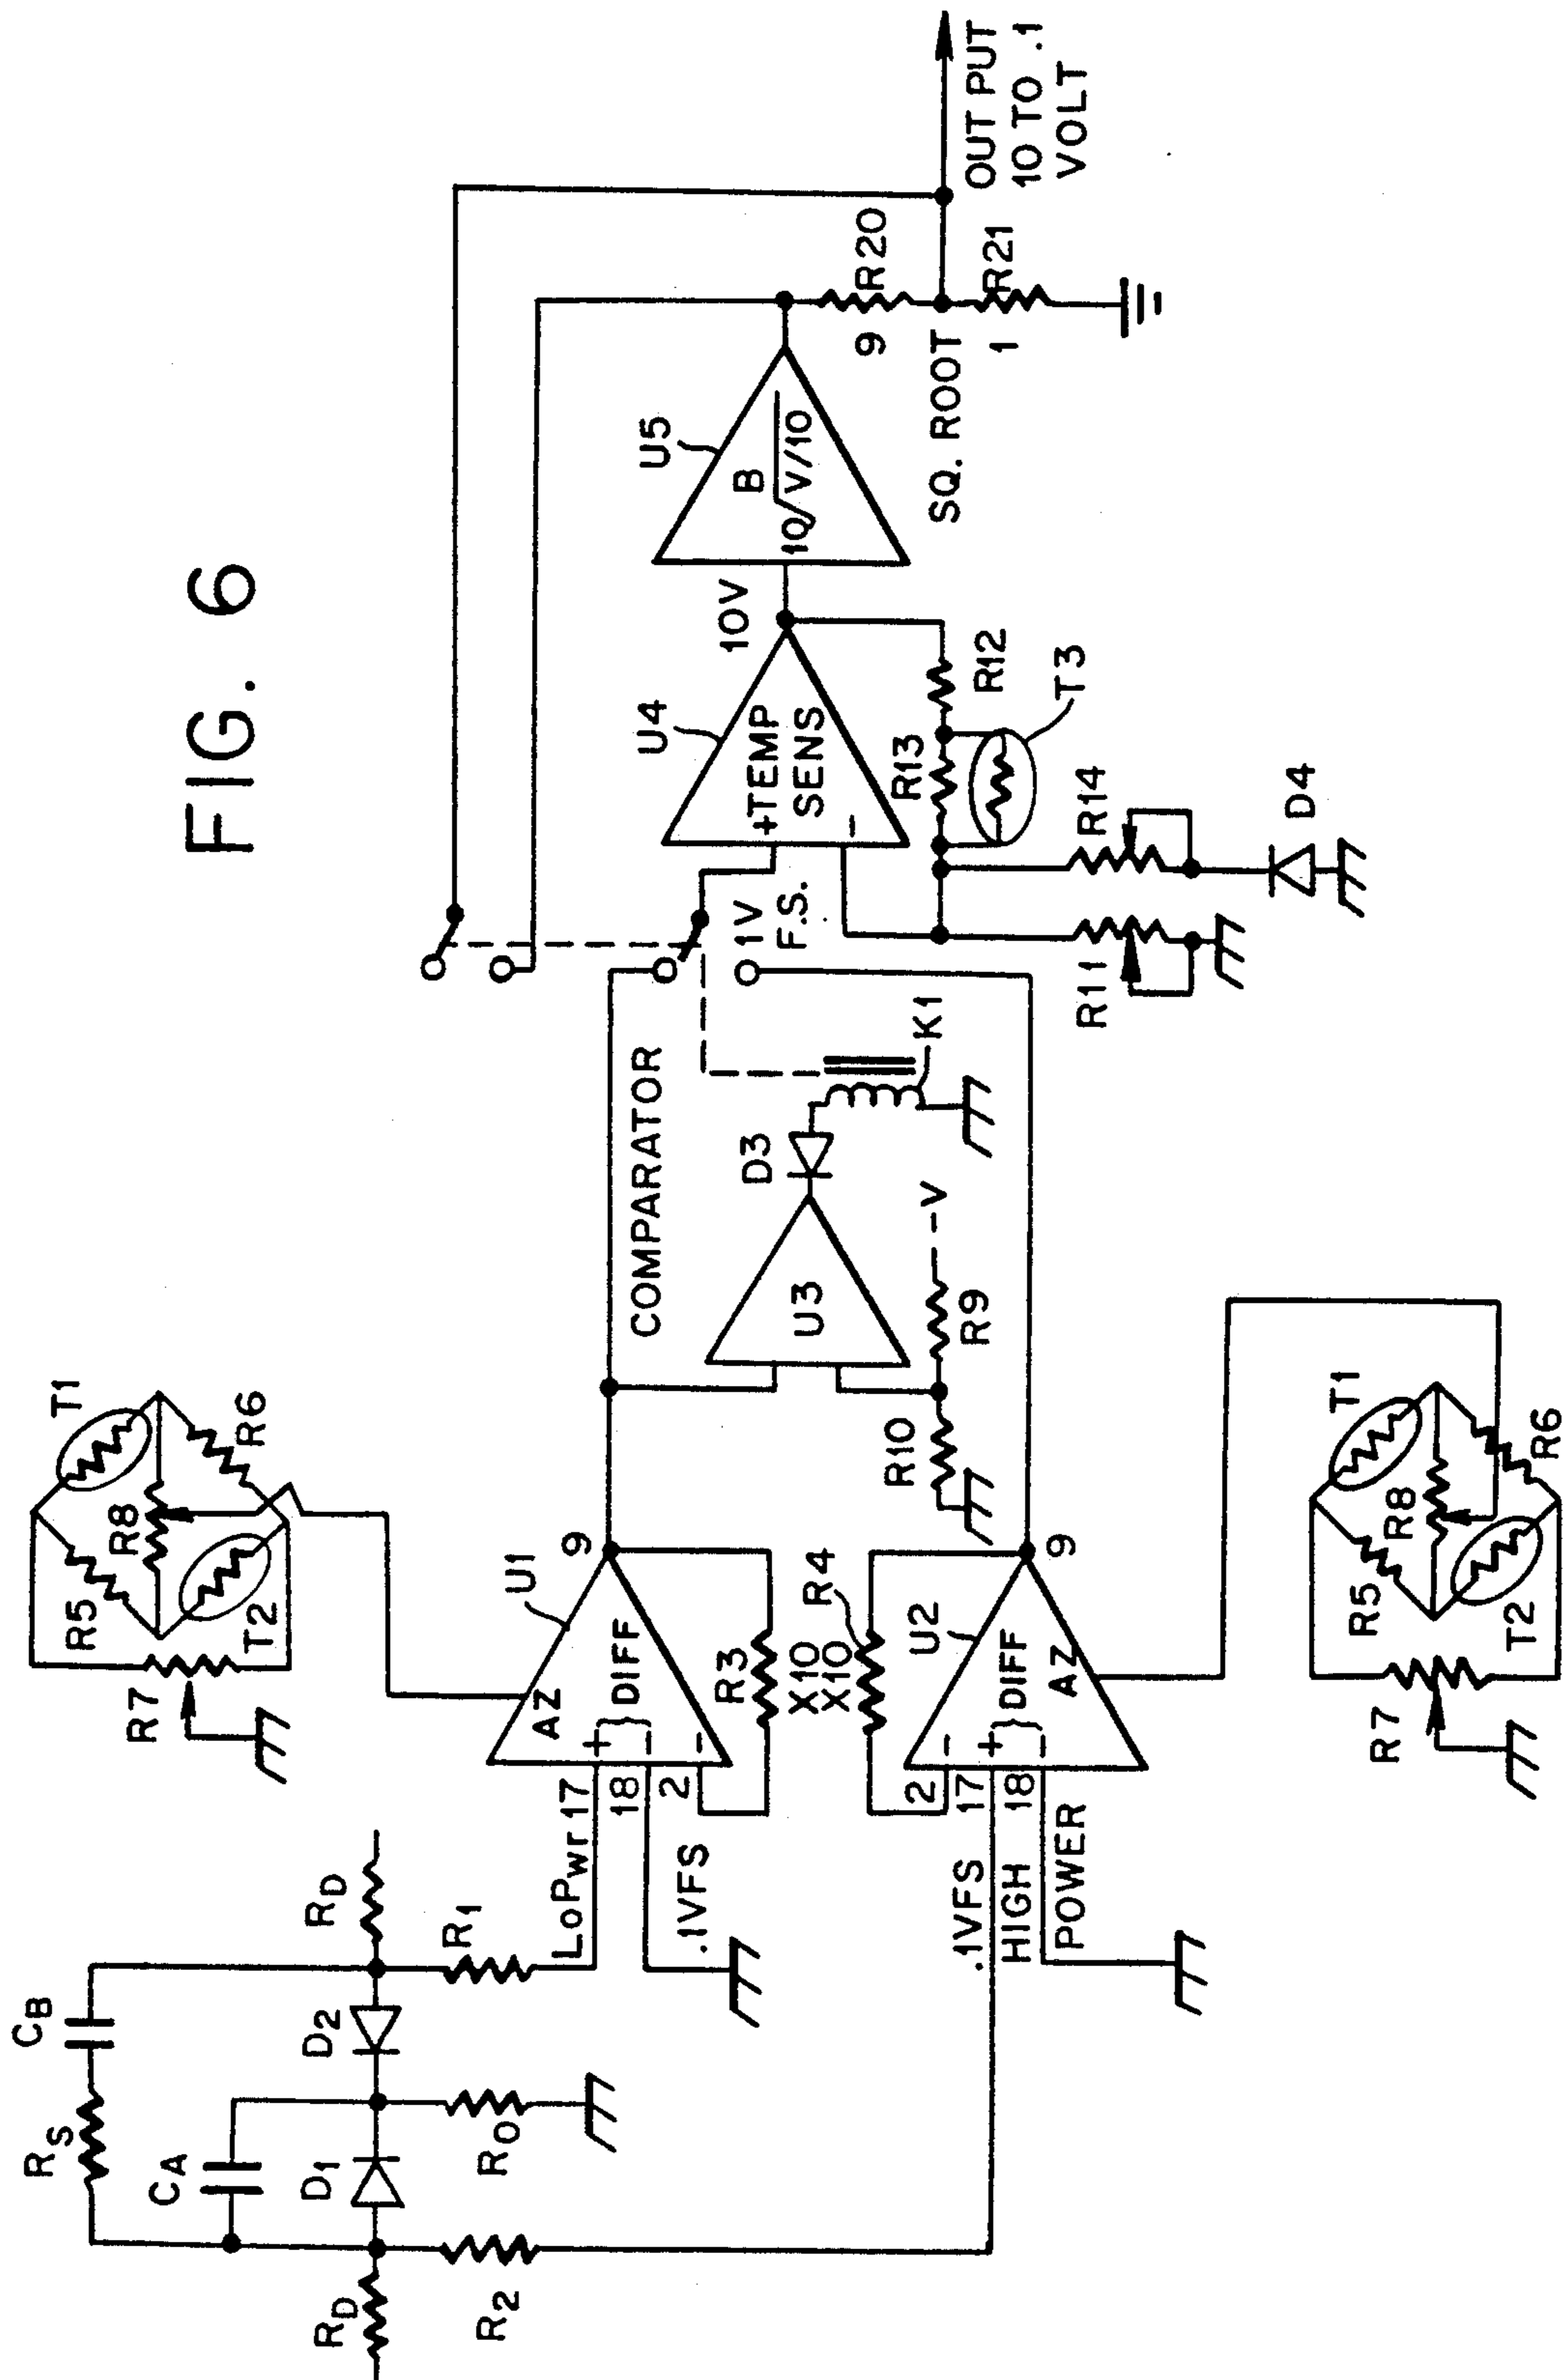 FIG. 6
CB
RS
CA
RD
D1
D2
RD
R2
RO
R1
LoPwr
17
18
2
.1VFS
.1VFS
HIGH
POWER
2
17
18
R7
R5
T2
R8
T1
R6
U1
AZ
+
−
} DIFF
−
9
R3
X10
X10
R4
U2
−
+
−
} DIFF
AZ
9
R7
R5
T2
R8
T1
R6
COMPARATOR
U3
D3
K1
R10
R9
-V
1V
F.S.
U4
+TEMP
SENS
−
10V
R11
R14
D4
R13
R12
T3
U5
B
10√V/10
SQ. ROOT
9
R20
1
R21
OUTPUT
10 TO .1
VOLT